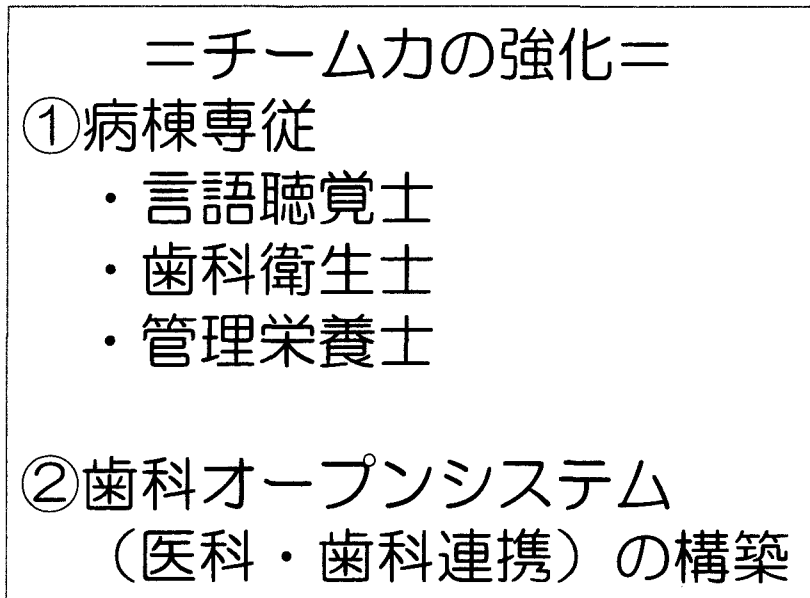 ＝チーム力の強化＝
①病棟専従
・言語聴覚士
・歯科衛生士
・管理栄養士
②歯科オープンシステム
（医科・歯科連携）の構築